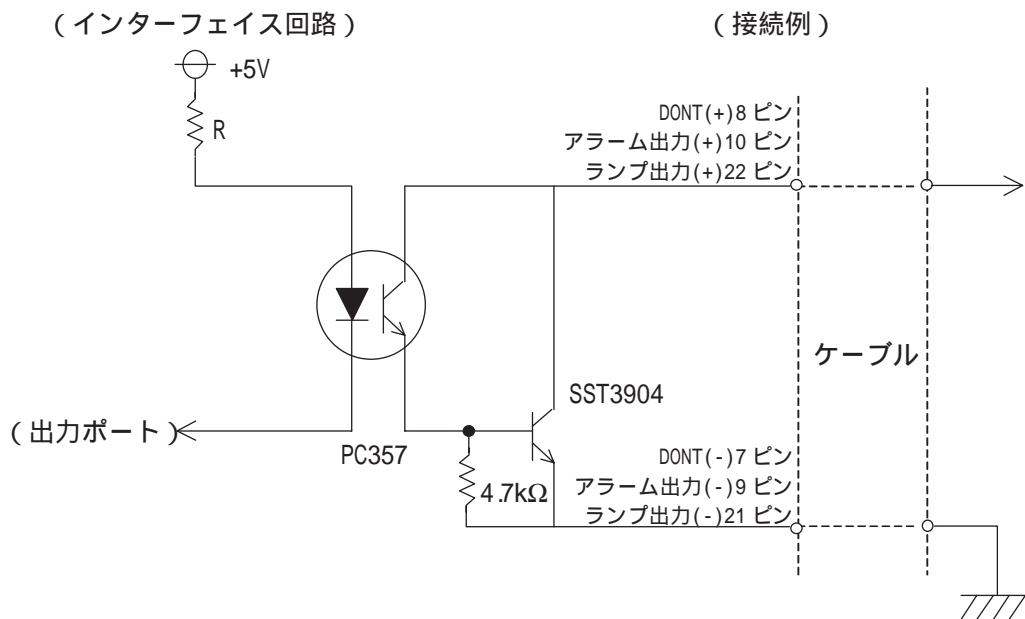 (インターフェイス回路)
(接続例)
+5V
R
DONT(+)8 ピン
アラーム出力(+)10 ピン
ランプ出力(+)22 ピン
ケーブル
SST3904
(出力ポート)
PC357
4.7kΩ
DONT(-)7 ピン
アラーム出力(-)9 ピン
ランプ出力(-)21 ピン